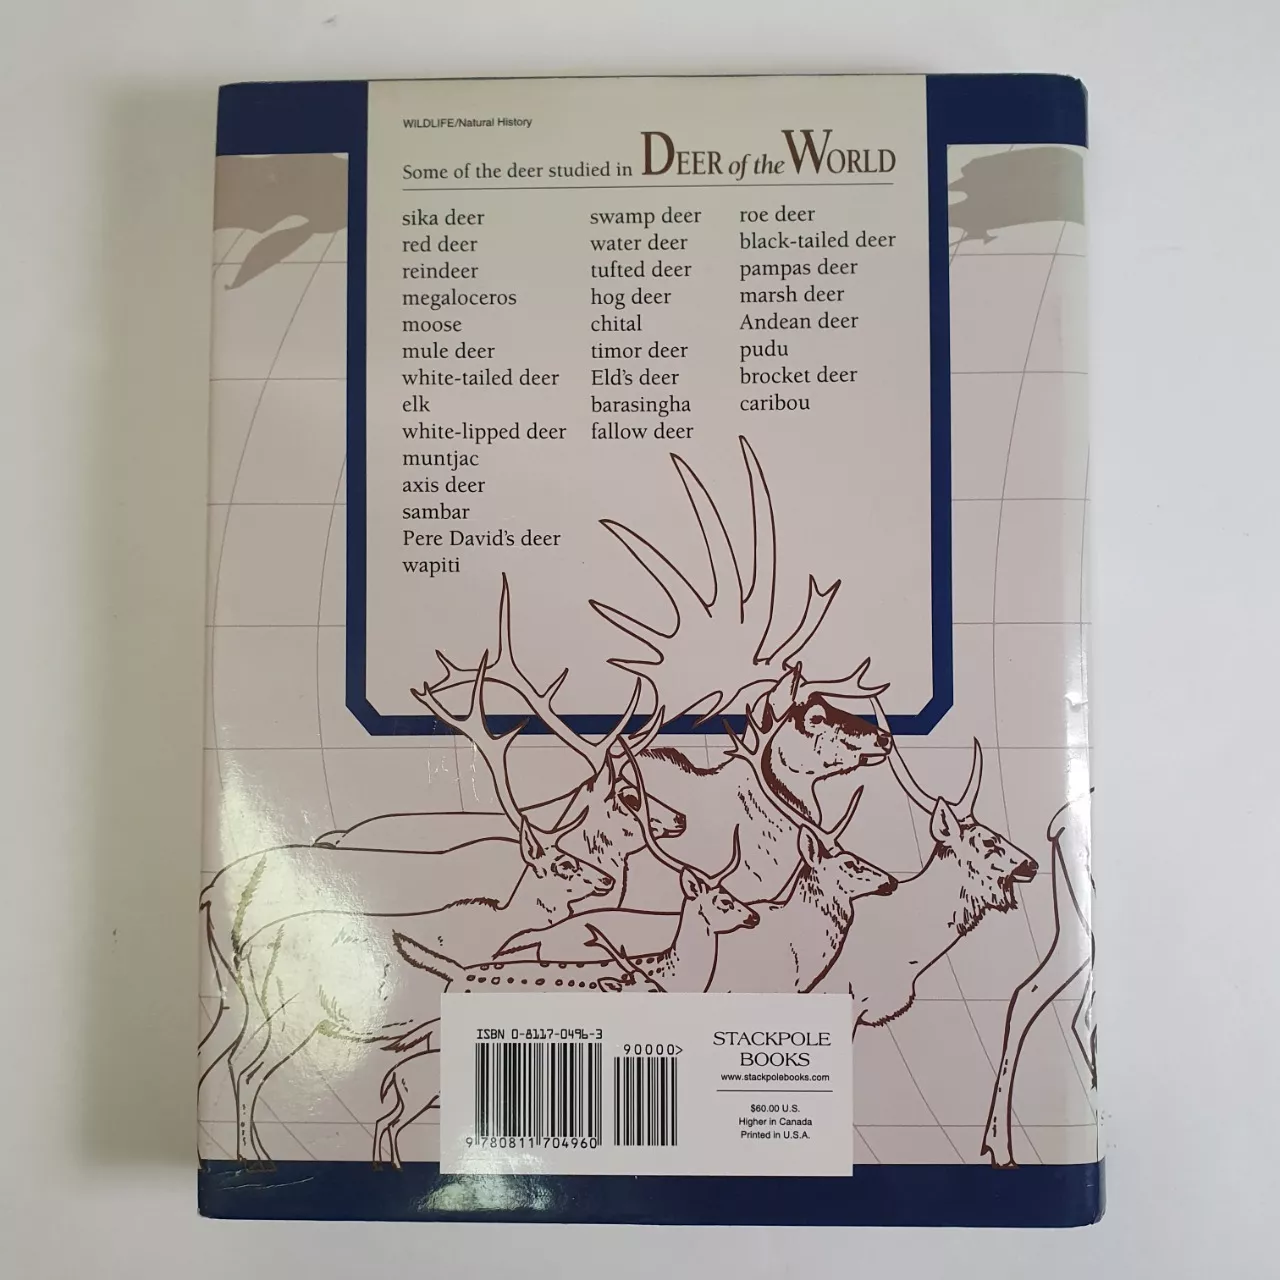 WILDLIFE/Natural History
Some of the deer studied in DEER of the WORLD
sika deer
red deer
reindeer
megaloceros
moose
mule deer
white-tailed deer
elk
white-lipped deer
muntjac
axis deer
sambar
Pere David's deer
wapiti
swamp deer
water deer
tufted deer
hog deer
chital
timor deer
Eld's deer
barasingha
fallow deer
roe deer
black-tailed deer
pampas deer
marsh deer
Andean deer
pudu
brocket deer
caribou
ISBN 0-8117-0496-3
90000>
9 780811 704960
STACKPOLE
BOOKS
www.stackpolebooks.com
$60.00 U.S.
Higher in Canada
Printed in U.S.A.